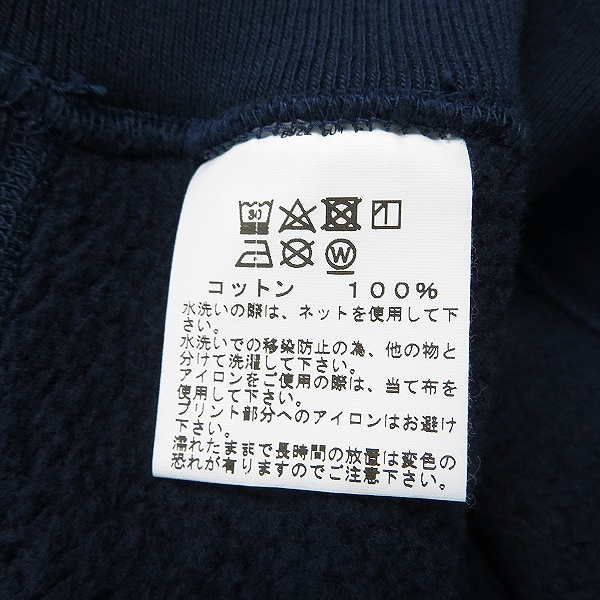 30
W
コットン 100%
水洗いの際は、ネットを使用して下
さい。
水洗いでの移染防止の為、他の物と
分けて洗濯して下さい。
アイロンをご使用の際は、当て布を
使用して下さい。
プリント部分へのアイロンはお避け
下さい。
濡れたままで長時間の放置は変色の
恐れが有りますのでご注意下さい。